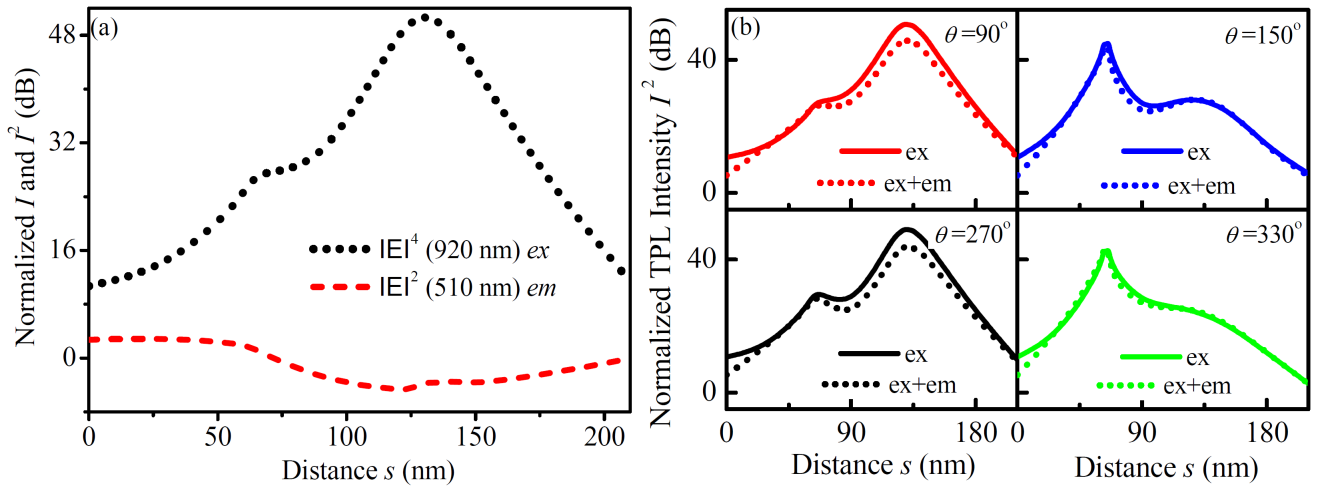 (a)
Normalized I and I² (dB)
48
32
16
0
|E|⁴ (920 nm) ex
|E|² (510 nm) em
0 50 100 150 200
Distance s (nm)
(b)
Normalized TPL Intensity I² (dB)
40
0
θ=90°
ex
ex+em
θ=150°
ex
ex+em
40
0
θ=270°
ex
ex+em
θ=330°
ex
ex+em
0 90 180 0 90 180
Distance s (nm) Distance s (nm)